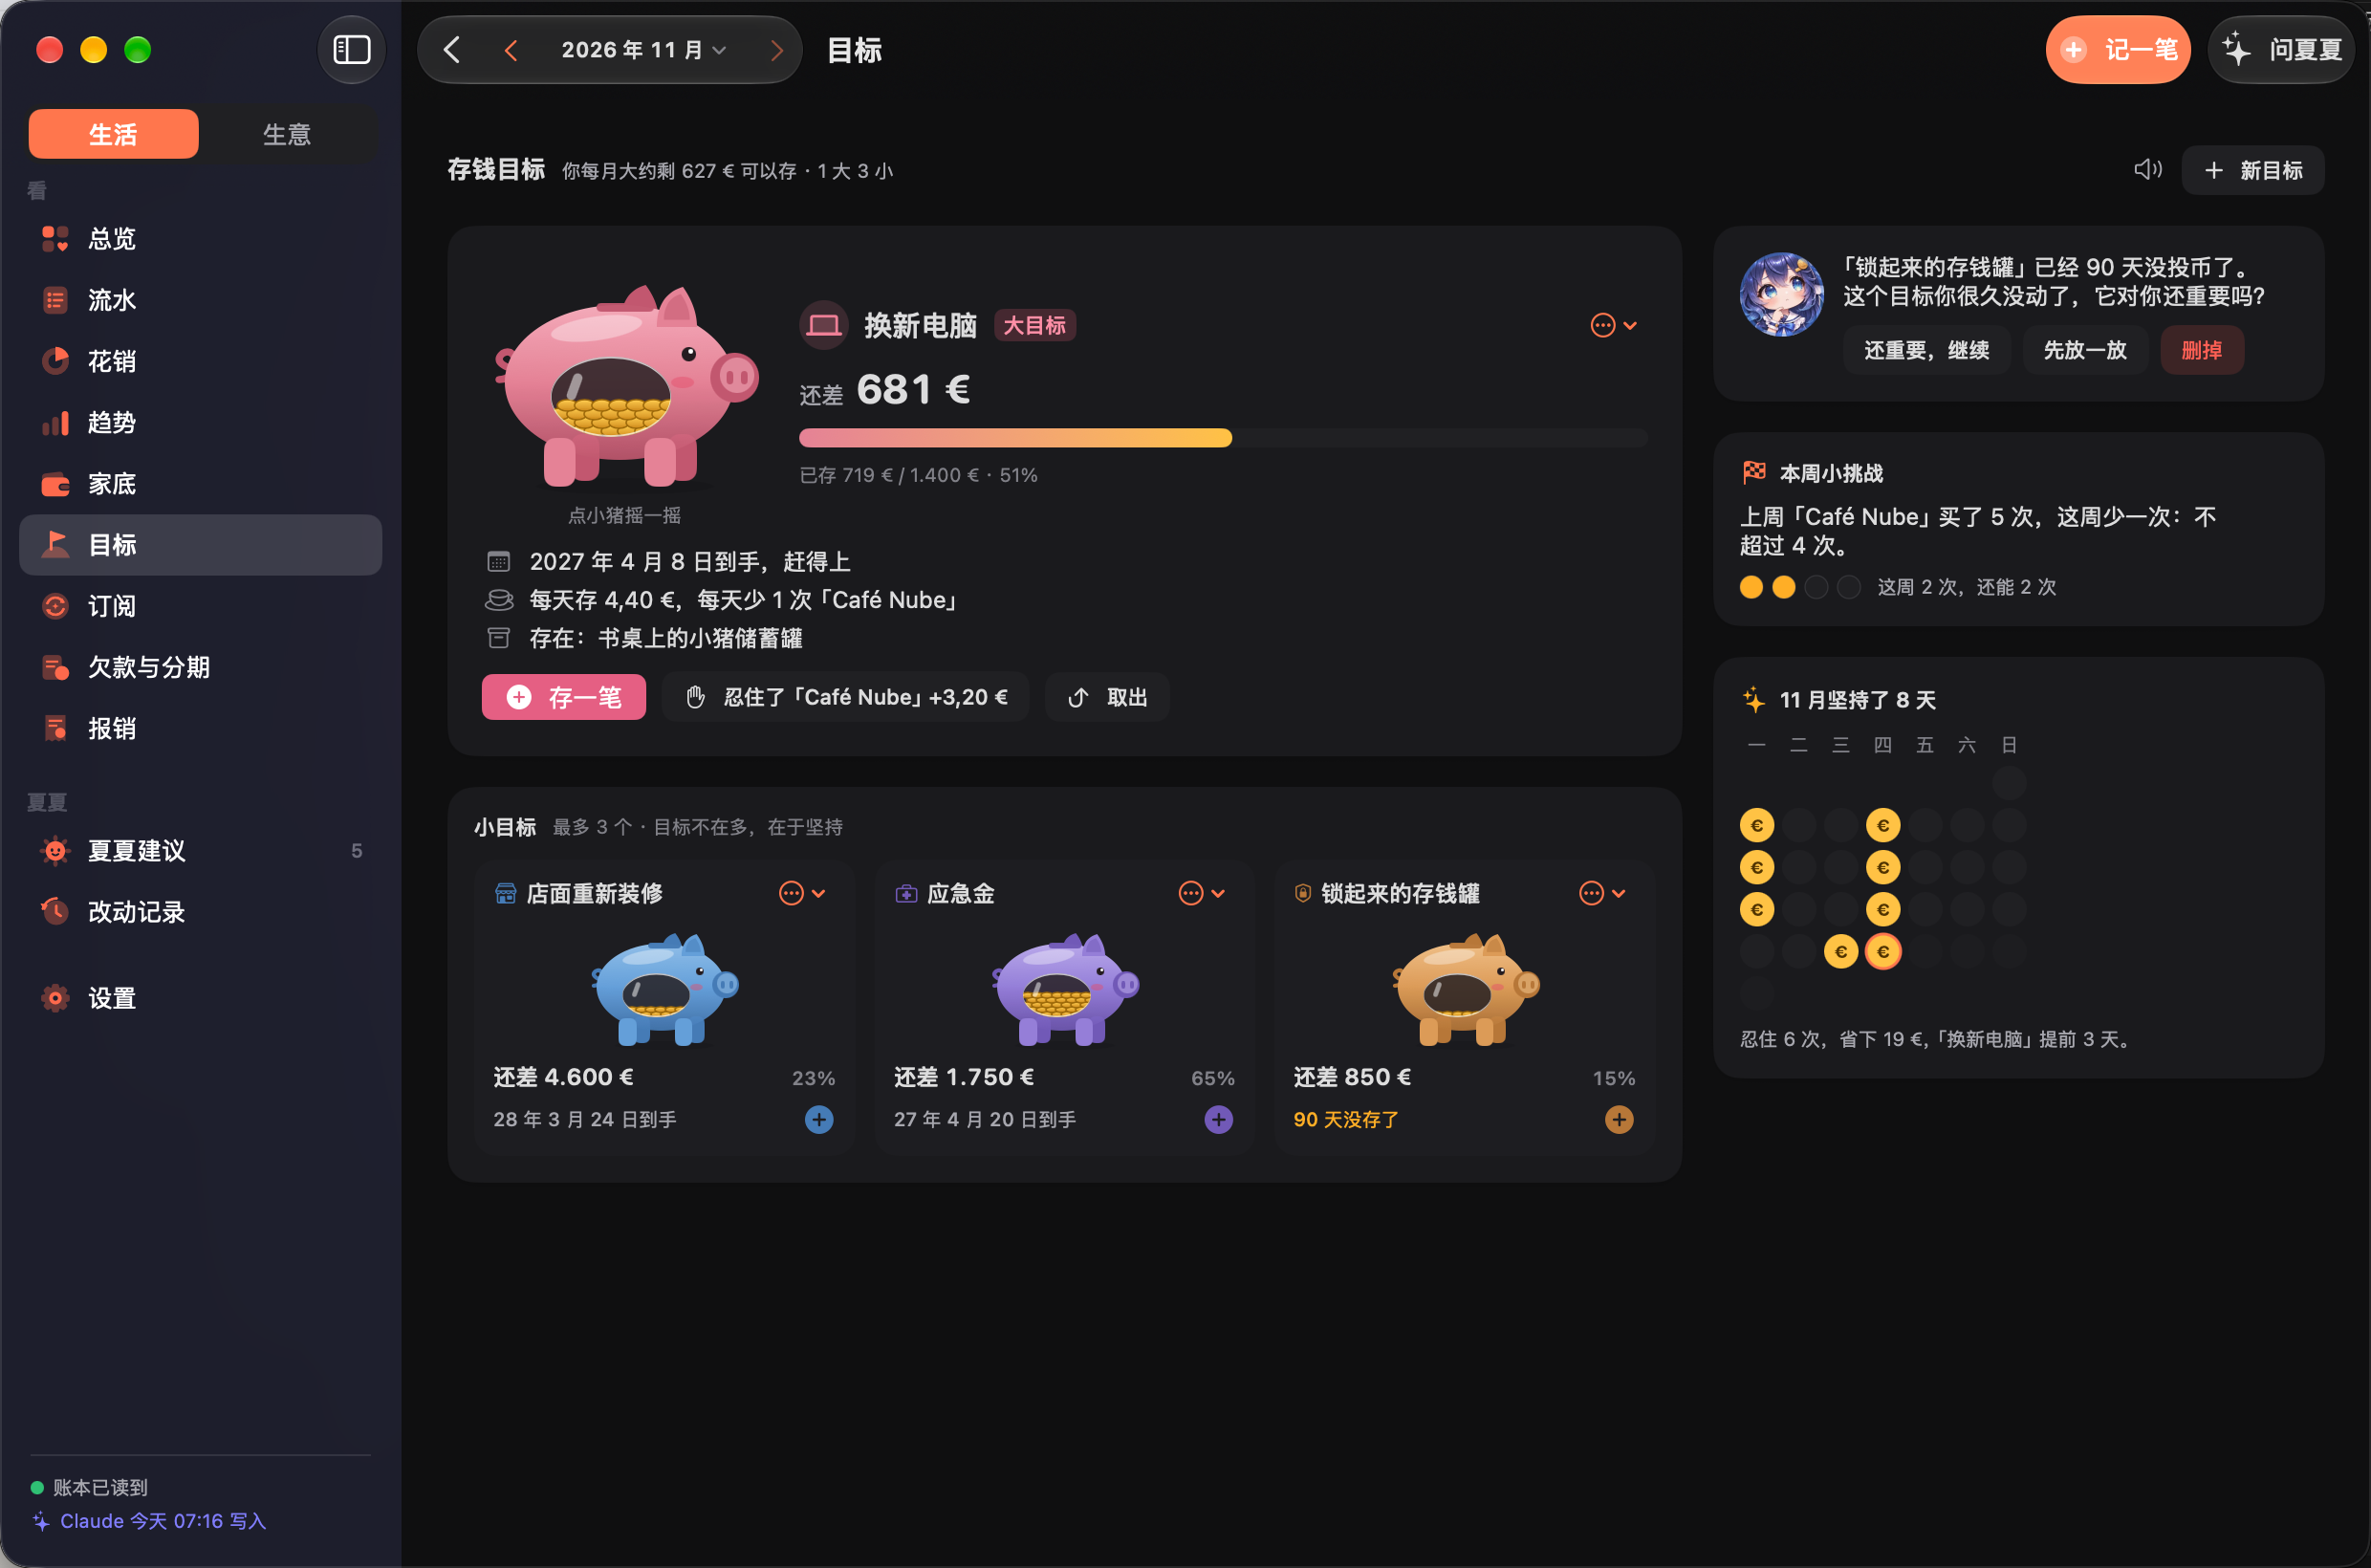 2026 年 11 月
目标
记一笔
问夏夏
生活
生意
看
总览
流水
花销
趋势
家底
目标
订阅
欠款与分期
报销
夏夏
夏夏建议
5
改动记录
设置
账本已读到
Claude 今天 07:16 写入
存钱目标
你每月大约剩 627 € 可以存 · 1 大 3 小
新目标
换新电脑
大目标
还差 681 €
已存 719 € / 1.400 € · 51%
点小猪摇一摇
2027 年 4 月 8 日到手，赶得上
每天存 4,40 €，每天少 1 次「Café Nube」
存在：书桌上的小猪储蓄罐
存一笔
忍住了「Café Nube」+3,20 €
取出
小目标
最多 3 个 · 目标不在多，在于坚持
店面重新装修
还差 4.600 €
23%
28 年 3 月 24 日到手
应急金
还差 1.750 €
65%
27 年 4 月 20 日到手
锁起来的存钱罐
还差 850 €
15%
90 天没存了
「锁起来的存钱罐」已经 90 天没投币了。
这个目标你很久没动了，它对你还重要吗？
还重要，继续
先放一放
删掉
本周小挑战
上周「Café Nube」买了 5 次，这周少一次：不
超过 4 次。
这周 2 次，还能 2 次
11 月坚持了 8 天
一 二 三 四 五 六 日
€ €
€ €
€ €
€ €
忍住 6 次，省下 19 €，「换新电脑」提前 3 天。